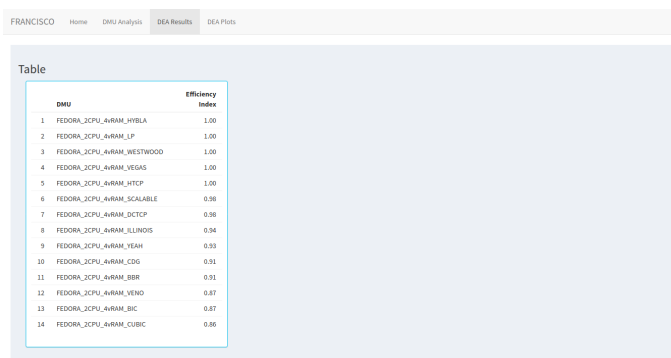 FRANCISCO Home DMU Analysis DEA Results DEA Plots
Table
Efficiency
DMU Index
1 FEDORA_2CPU_4vRAM_HYBLA 1.00
2 FEDORA_2CPU_4vRAM_LP 1.00
3 FEDORA_2CPU_4vRAM_WESTWOOD 1.00
4 FEDORA_2CPU_4vRAM_VEGAS 1.00
5 FEDORA_2CPU_4vRAM_HTCP 1.00
6 FEDORA_2CPU_4vRAM_SCALABLE 0.98
7 FEDORA_2CPU_4vRAM_DCTCP 0.98
8 FEDORA_2CPU_4vRAM_ILLINOIS 0.94
9 FEDORA_2CPU_4vRAM_YEAH 0.93
10 FEDORA_2CPU_4vRAM_CDG 0.91
11 FEDORA_2CPU_4vRAM_BBR 0.91
12 FEDORA_2CPU_4vRAM_VENO 0.87
13 FEDORA_2CPU_4vRAM_BIC 0.87
14 FEDORA_2CPU_4vRAM_CUBIC 0.86